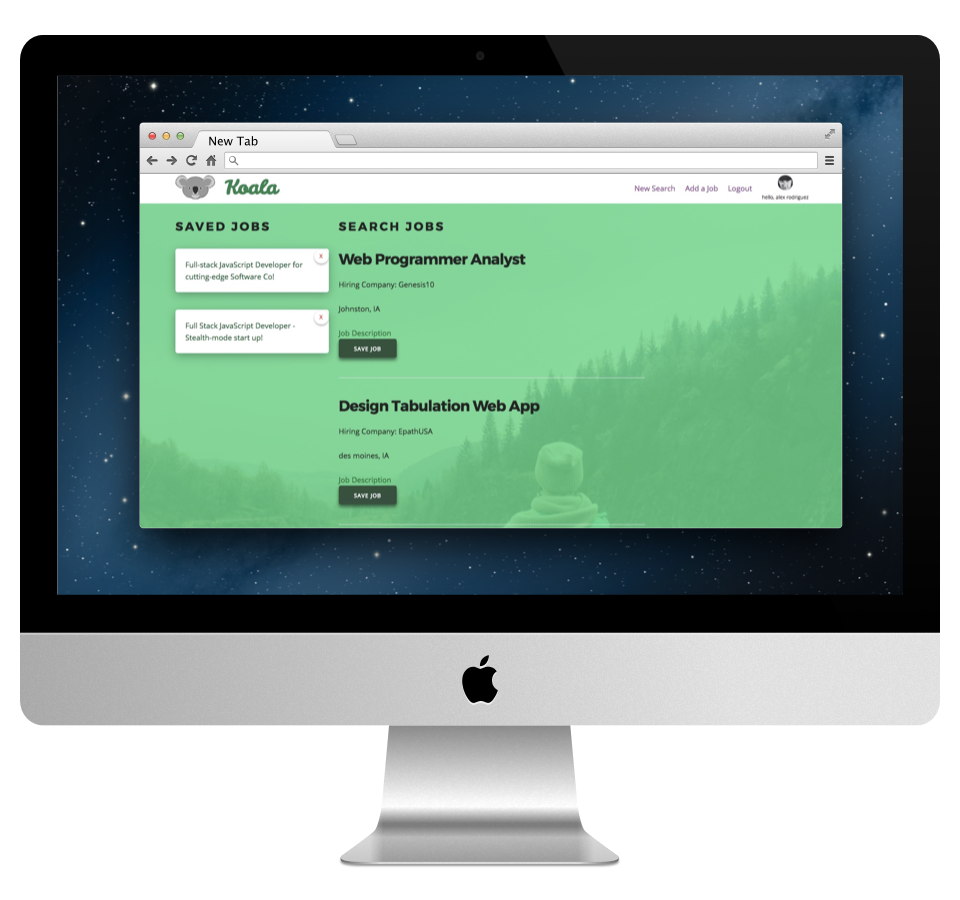 New Tab
Koala
New Search Add a Job Logout
hello, alex rodriguez
SAVED JOBS
x
Full-stack JavaScript Developer for
cutting-edge Software Co!
x
Full Stack JavaScript Developer -
Stealth-mode start up!
SEARCH JOBS
Web Programmer Analyst
Hiring Company: Genesis10
Johnston, IA
Job Description
SAVE JOB
Design Tabulation Web App
Hiring Company: EpathUSA
des moines, IA
Job Description
SAVE JOB